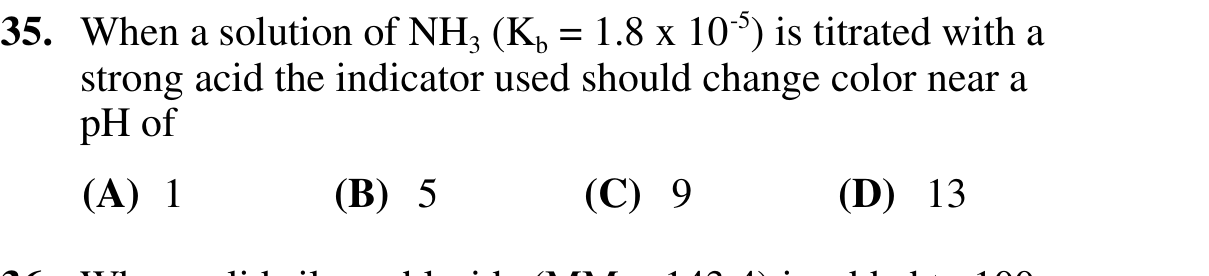 35. When a solution of NH₃ (K_b = 1.8 x 10⁻⁵) is titrated with a
strong acid the indicator used should change color near a
pH of
(A) 1 (B) 5 (C) 9 (D) 13